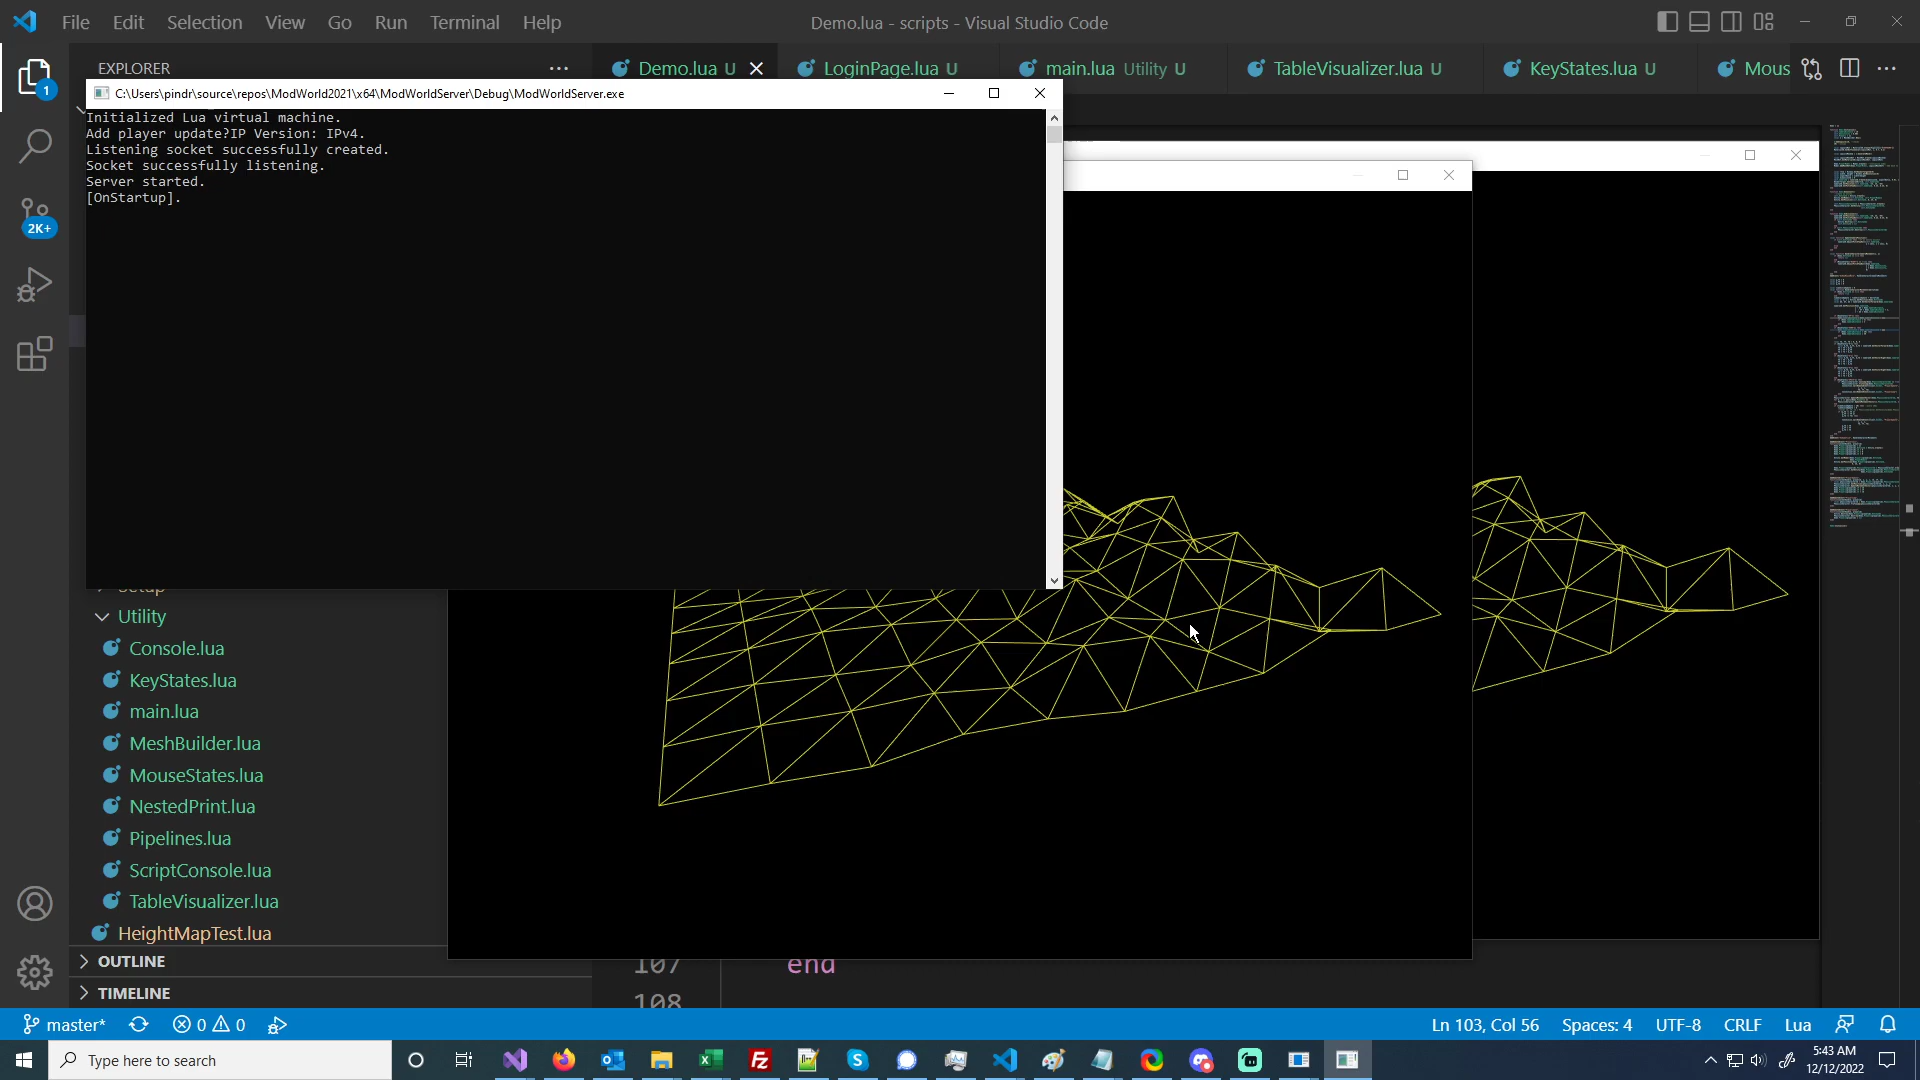 File Edit Selection View Go Run Terminal Help
Demo.lua - scripts - Visual Studio Code
EXPLORER
Demo.lua U
LoginPage.lua U
main.lua Utility U
TableVisualizer.lua U
KeyStates.lua U
Mous
1
C:\Users\pindr\source\repos\ModWorld2021\x64\ModWorldServer\Debug\ModWorldServer.exe
Initialized Lua virtual machine.
Add player update?IP Version: IPv4.
Listening socket successfully created.
Socket successfully listening.
Server started.
[OnStartup].
2K+
Setup
Utility
Console.lua
KeyStates.lua
main.lua
MeshBuilder.lua
MouseStates.lua
NestedPrint.lua
Pipelines.lua
ScriptConsole.lua
TableVisualizer.lua
HeightMapTest.lua
OUTLINE
TIMELINE
107 end
108
master* 0 0
Ln 103, Col 56 Spaces: 4 UTF-8 CRLF Lua
Type here to search
5:43 AM
12/12/2022